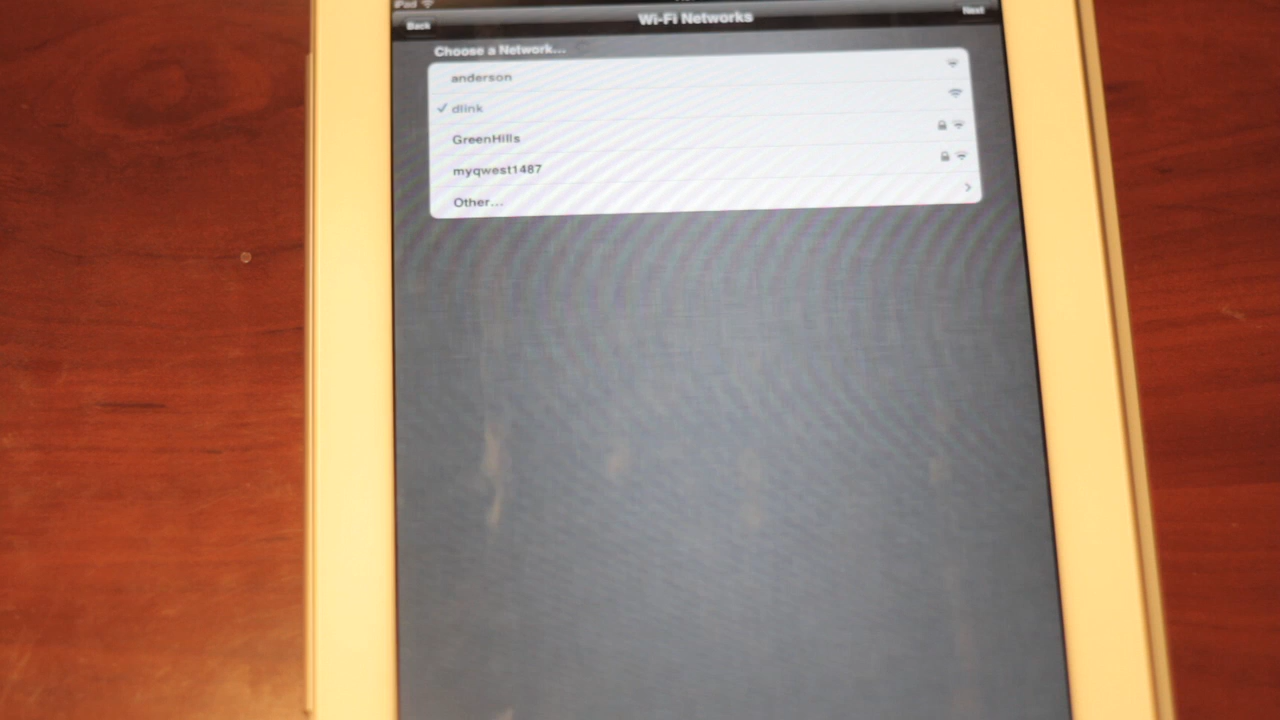 iPad
Back
Wi-Fi Networks
Next
Choose a Network...
anderson
dlink
GreenHills
myqwest1487
Other...